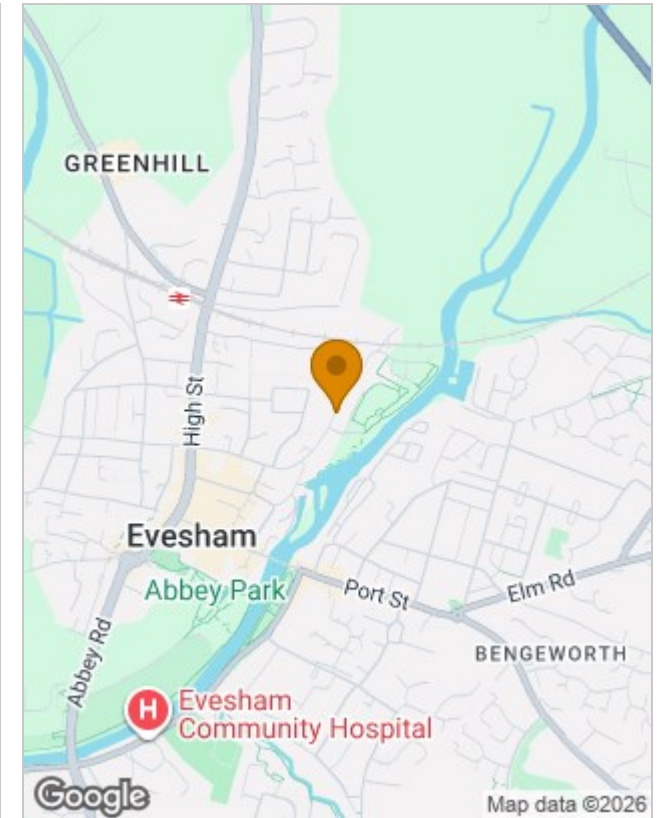 GREENHILL
High St
Evesham
Abbey Park
Port St
Elm Rd
BENGEWORTH
Abbey Rd
H
Evesham
Community Hospital
Google
Map data ©2026